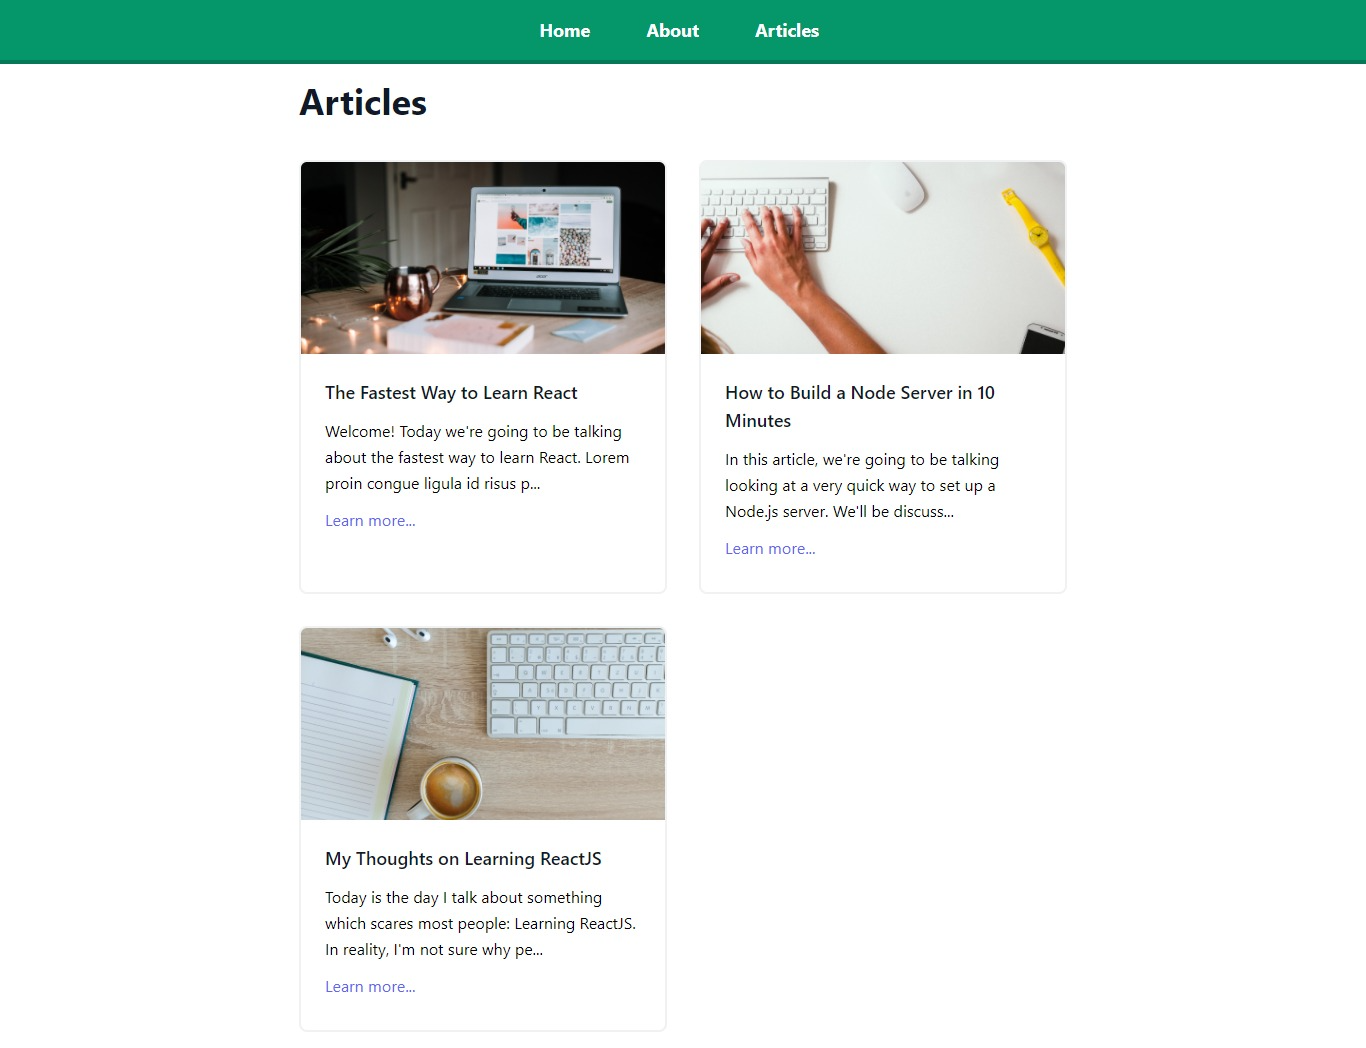 Home About Articles
Articles
The Fastest Way to Learn React
Welcome! Today we're going to be talking
about the fastest way to learn React. Lorem
proin congue ligula id risus p...
Learn more...
How to Build a Node Server in 10
Minutes
In this article, we're going to be talking
looking at a very quick way to set up a
Node.js server. We'll be discuss...
Learn more...
My Thoughts on Learning ReactJS
Today is the day I talk about something
which scares most people: Learning ReactJS.
In reality, I'm not sure why pe...
Learn more...